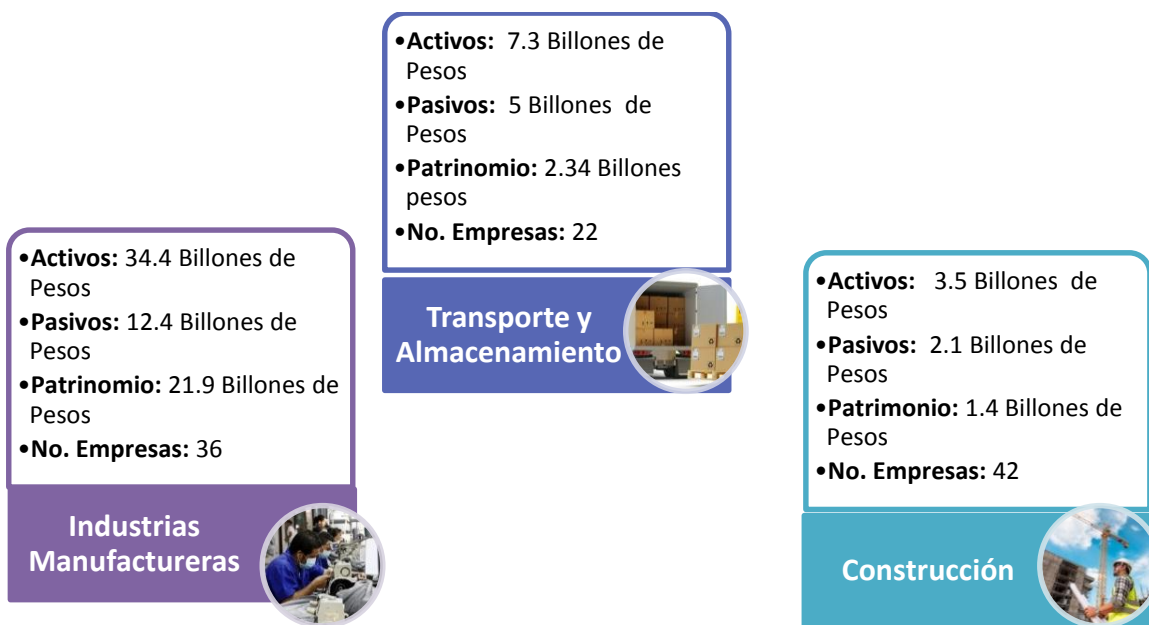 •Activos: 34.4 Billones de
Pesos
•Pasivos: 12.4 Billones de
Pesos
•Patrinomio: 21.9 Billones de
Pesos
•No. Empresas: 36
Industrias
Manufactureras
•Activos: 7.3 Billones de
Pesos
•Pasivos: 5 Billones de
Pesos
•Patrinomio: 2.34 Billones
pesos
•No. Empresas: 22
Transporte y
Almacenamiento
•Activos: 3.5 Billones de
Pesos
•Pasivos: 2.1 Billones de
Pesos
•Patrimonio: 1.4 Billones de
Pesos
•No. Empresas: 42
Construcción